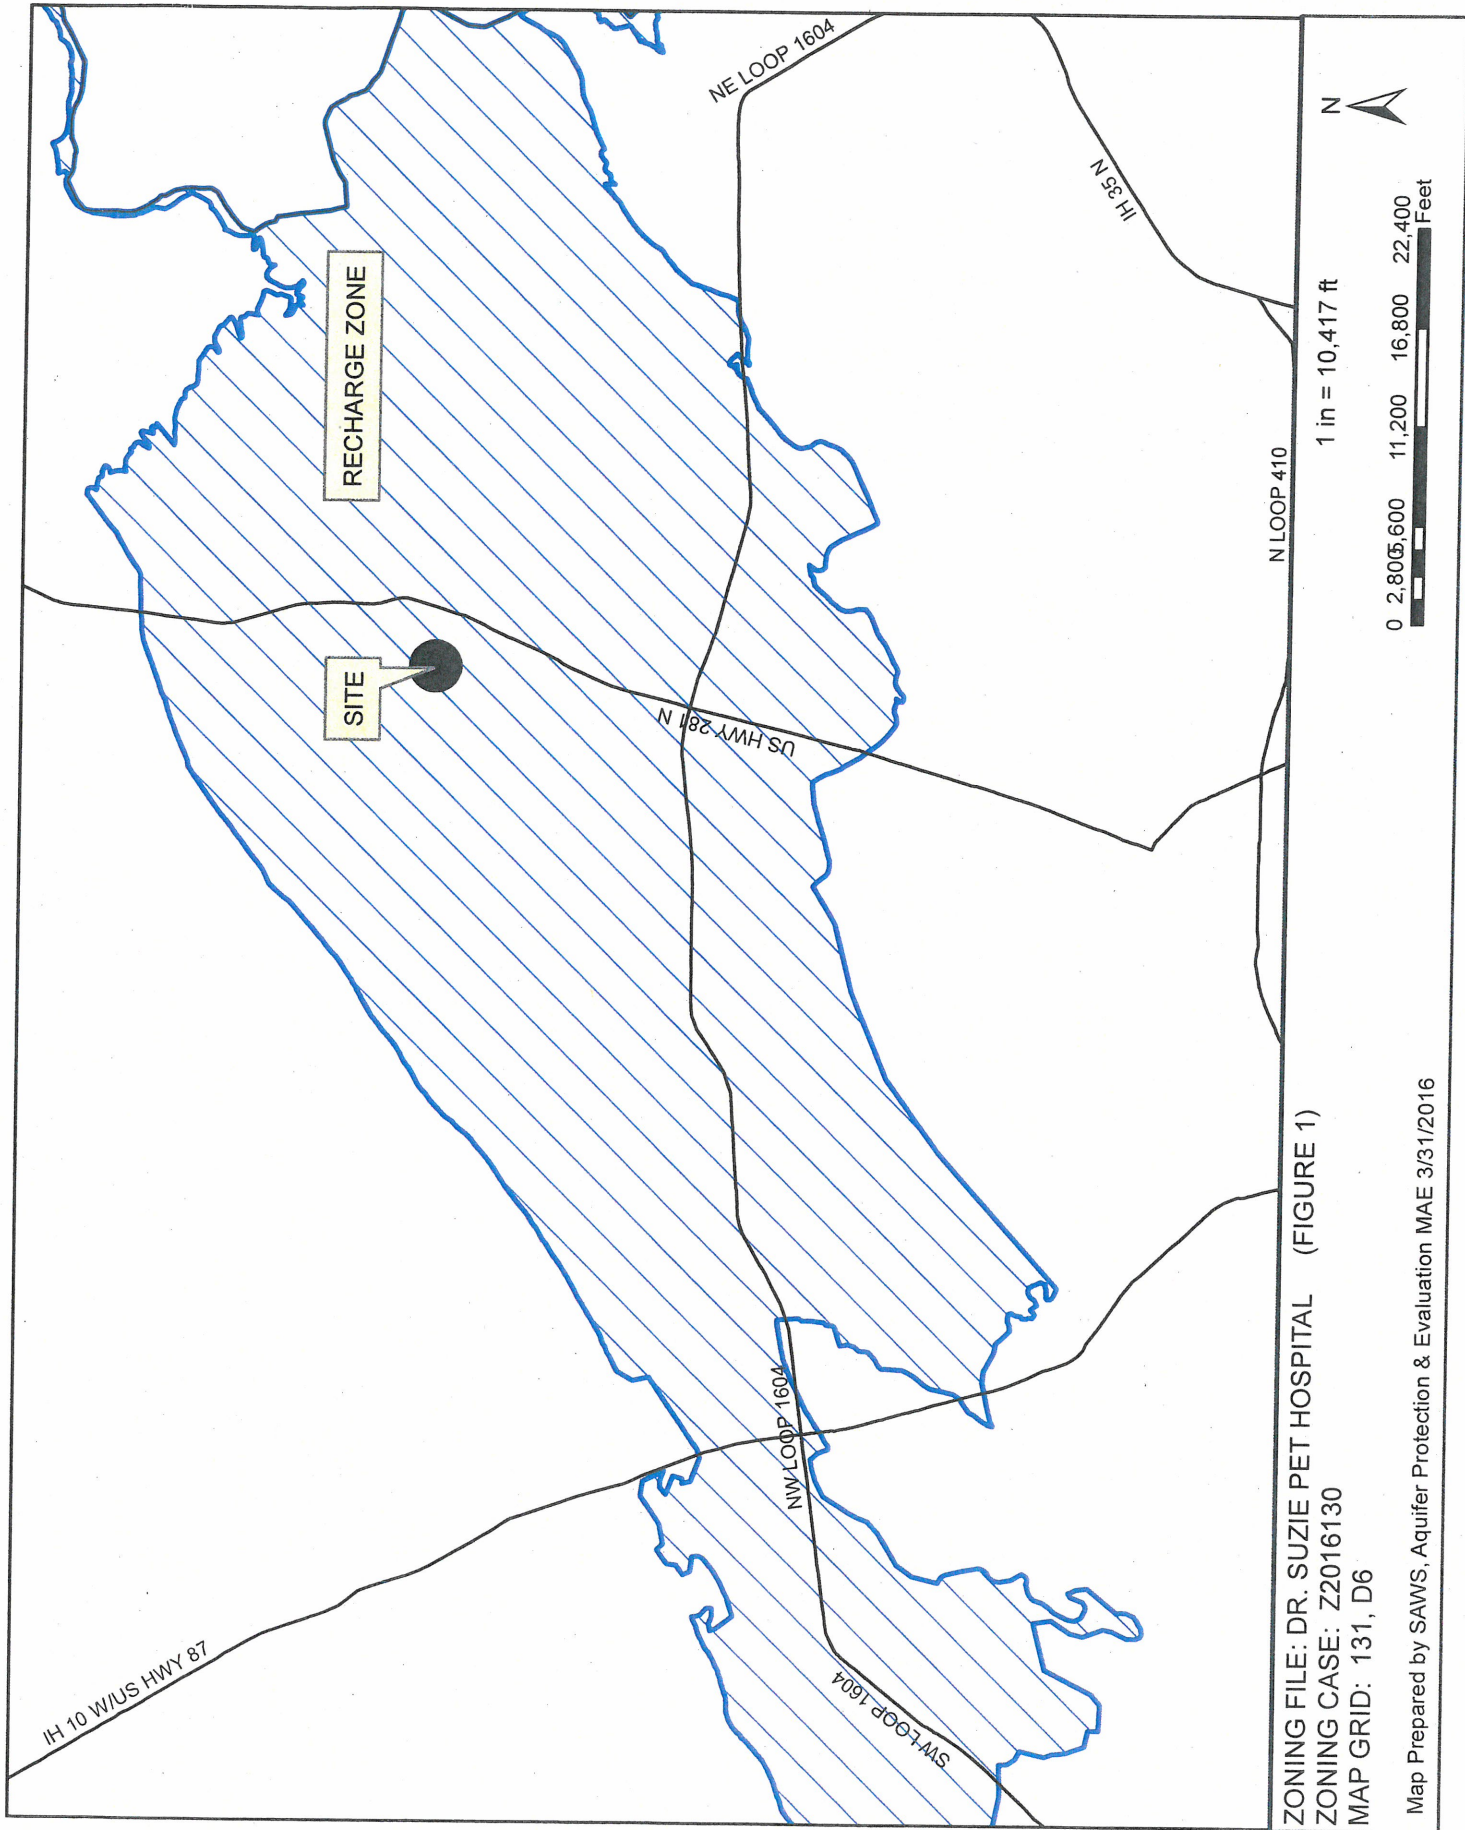 IH 10 W/US HWY 87
SITE
RECHARGE ZONE
NE LOOP 1604
US HWY 281 N
NW LOOP 1604
SW LOOP 1604
IH 35 N
N LOOP 410
ZONING FILE: DR. SUZIE PET HOSPITAL (FIGURE 1)
ZONING CASE: Z2016130
MAP GRID: 131, D6
Map Prepared by SAWS, Aquifer Protection & Evaluation MAE 3/31/2016
1 in = 10,417 ft
N
0 2,800 5,600 11,200 16,800 22,400
Feet